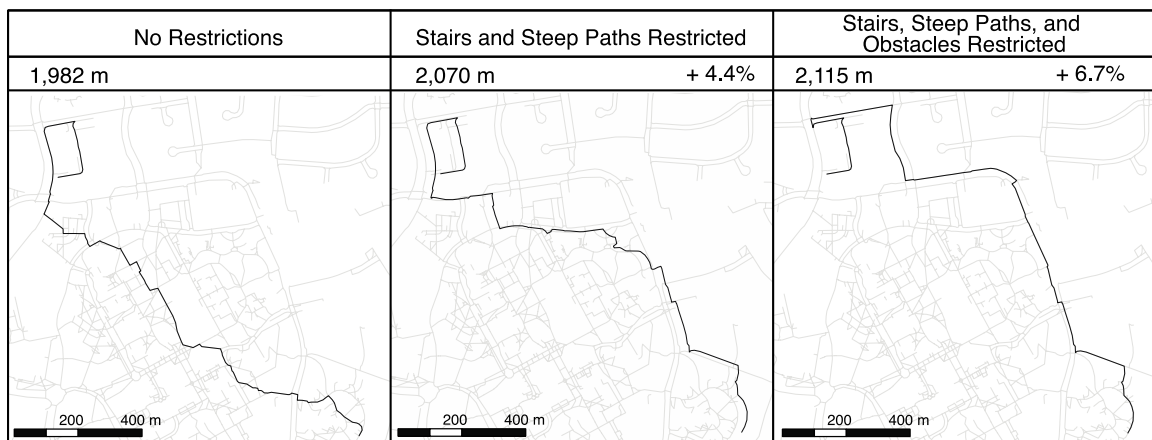 No Restrictions
Stairs and Steep Paths Restricted
Stairs, Steep Paths, and
Obstacles Restricted
1,982 m
2,070 m + 4.4%
2,115 m + 6.7%
200 400 m
200 400 m
200 400 m